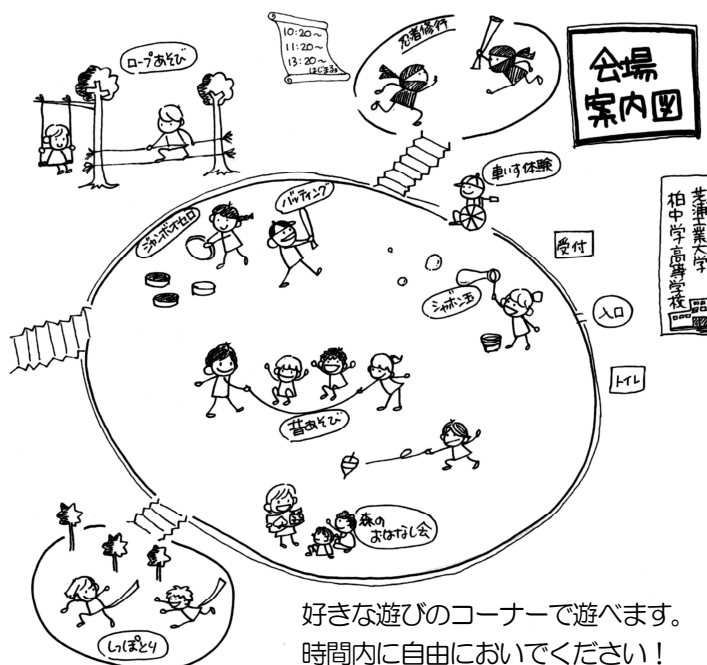 会場
案内図
10:20～
11:20～
13:20～
はじまるよ
忍者修行
ロープあそび
車いす体験
バッティング
ジャンボオセロ
受付
芝浦工業大学
柏中学高等学校
シャボン玉
入口
トイレ
昔あそび
森の
おはなし会
しっぽとり
好きな遊びのコーナーで遊べます。
時間内に自由においでください！